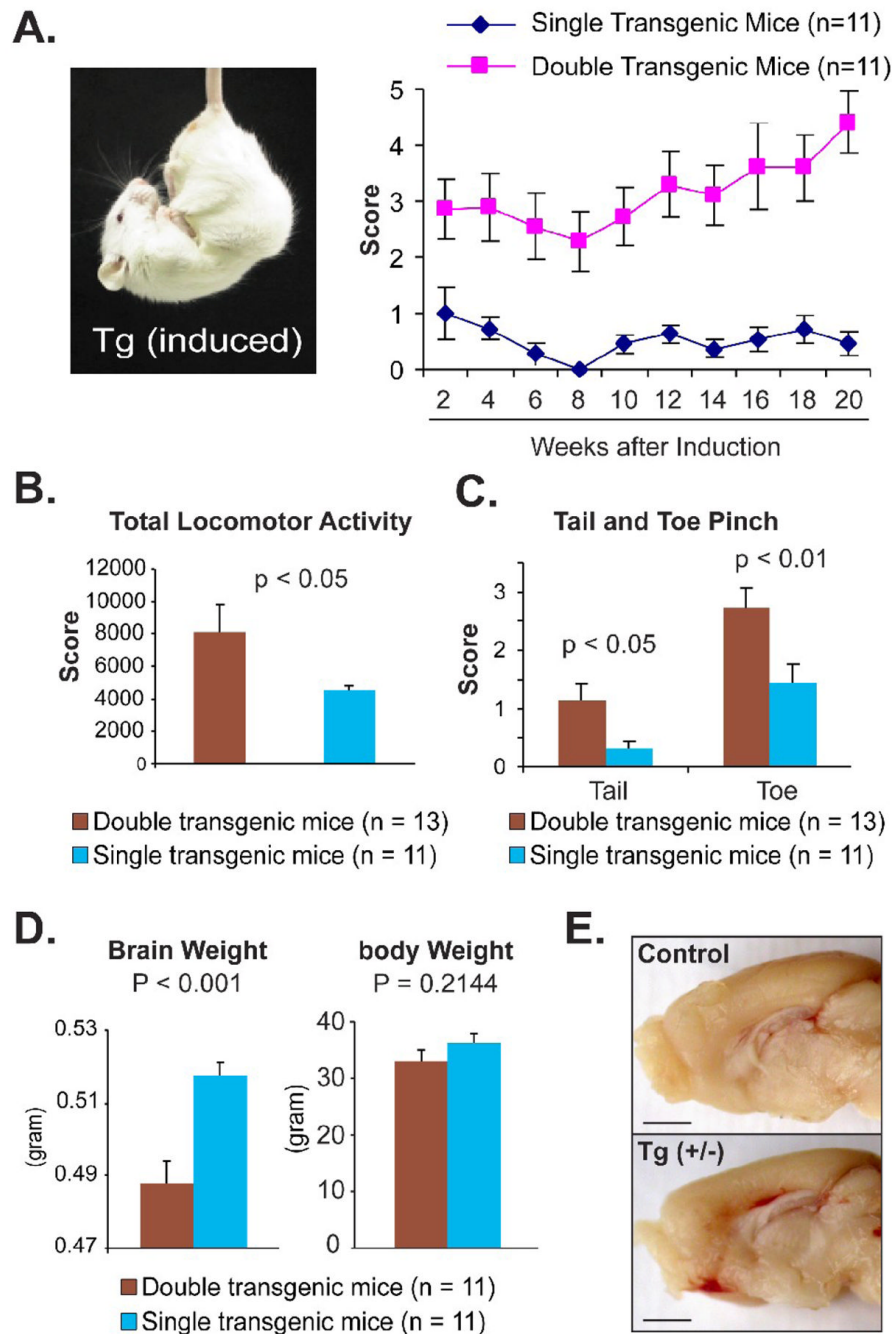 A.
Single Transgenic Mice (n=11)
Double Transgenic Mice (n=11)
Tg (induced)
Score
5
4
3
2
1
0
2 4 6 8 10 12 14 16 18 20
Weeks after Induction
B.
Total Locomotor Activity
p < 0.05
Score
12000
10000
8000
6000
4000
2000
0
Double transgenic mice (n = 13)
Single transgenic mice (n = 11)
C.
Tail and Toe Pinch
p < 0.01
p < 0.05
Score
3
2
1
0
Tail Toe
Double transgenic mice (n = 13)
Single transgenic mice (n = 11)
D.
Brain Weight
P < 0.001
(gram)
0.53
0.51
0.49
0.47
body Weight
P = 0.2144
(gram)
40
30
20
10
0
Double transgenic mice (n = 11)
Single transgenic mice (n = 11)
E.
Control
Tg (+/-)